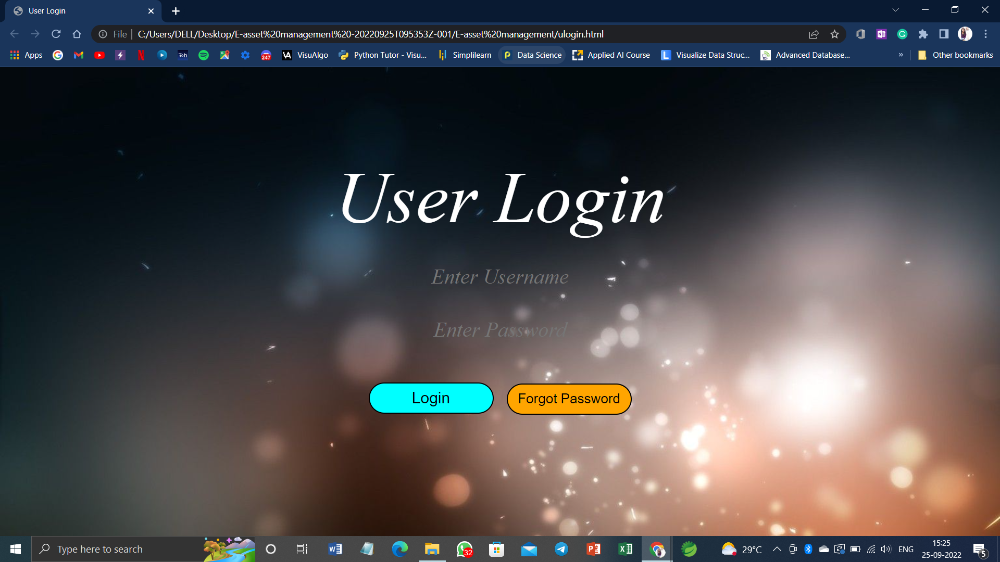 User Login
File | C:/Users/DELL/Desktop/E-asset%20management%20-20220925T095353Z-001/E-asset%20management/ulogin.html
Apps
247
VA VisuAlgo
Python Tutor - Visu...
Simplilearn
Data Science
Applied AI Course
L Visualize Data Struc...
Advanced Database...
»
Other bookmarks
User Login
Enter Username
Enter Password
Login Forgot Password
Type here to search
32
29°C
ENG
15:25
25-09-2022
5